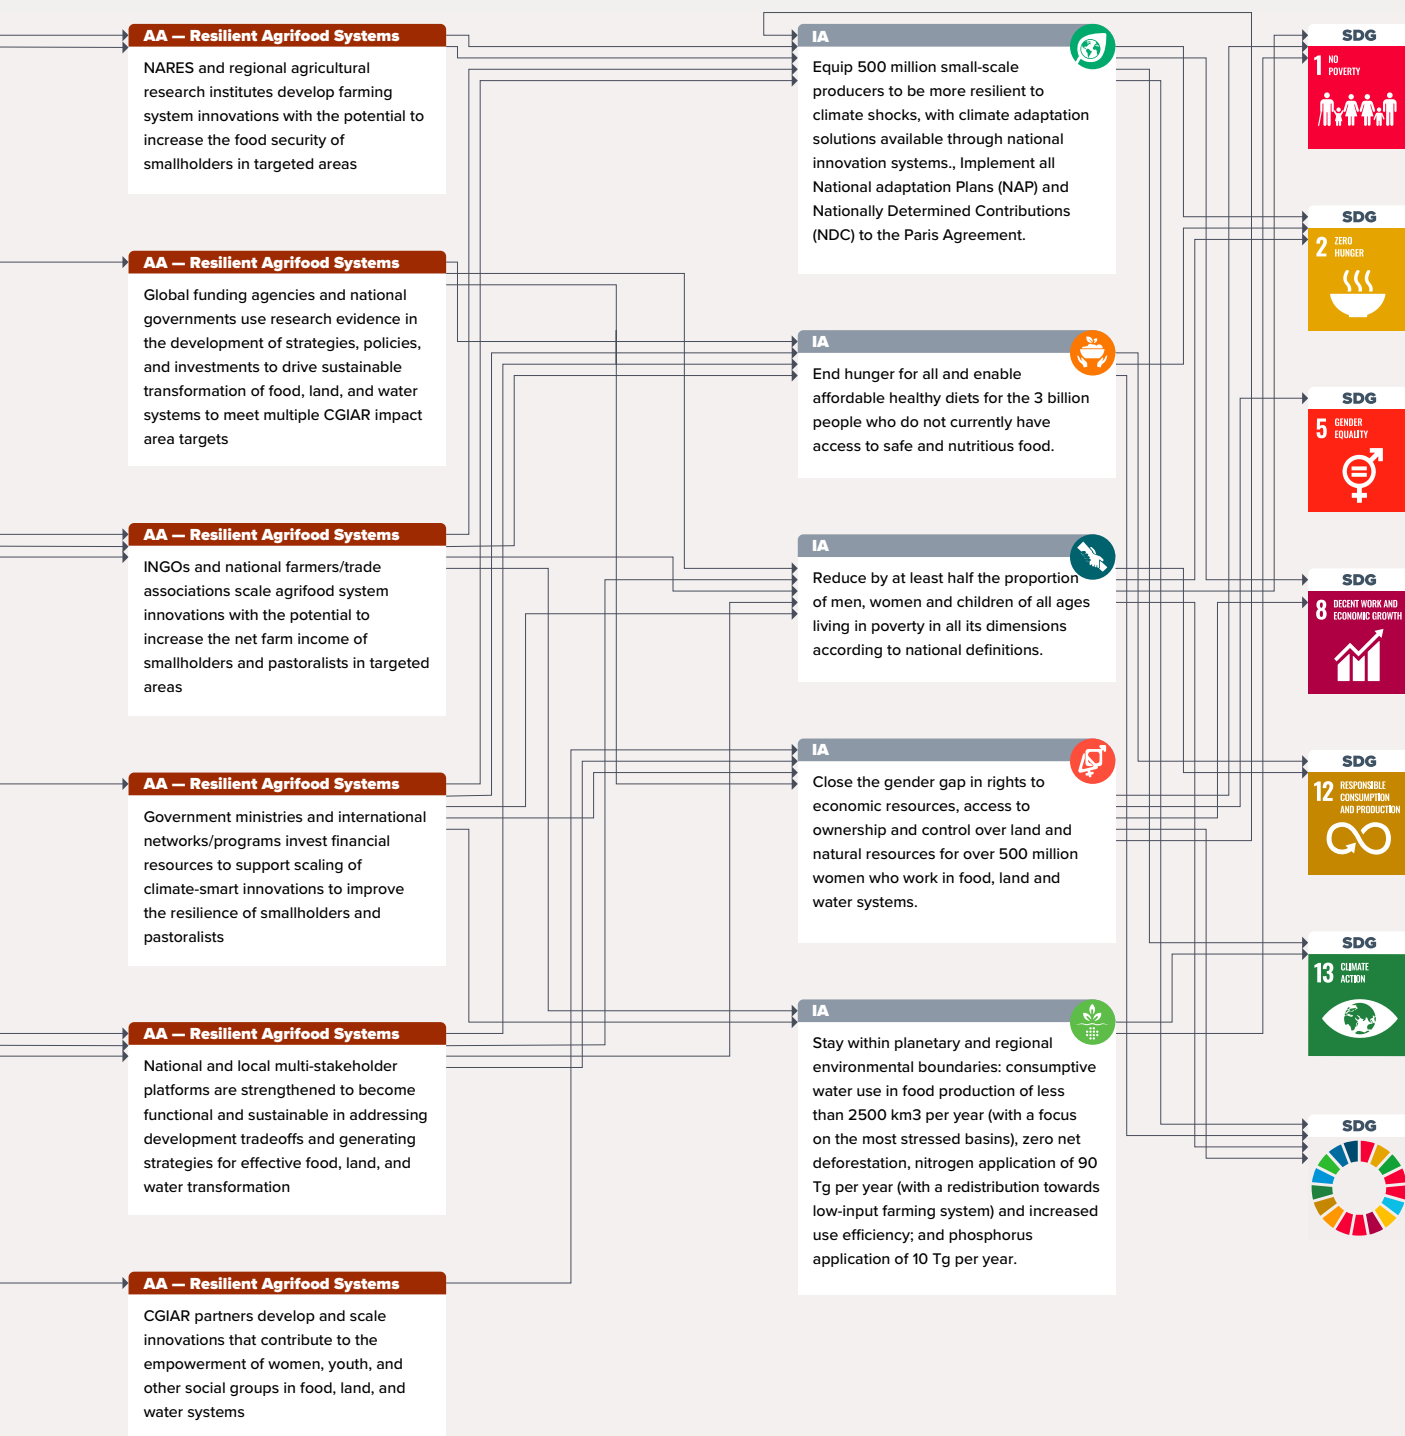 AA — Resilient Agrifood Systems
NARES and regional agricultural
research institutes develop farming
system innovations with the potential to
increase the food security of
smallholders in targeted areas
AA — Resilient Agrifood Systems
Global funding agencies and national
governments use research evidence in
the development of strategies, policies,
and investments to drive sustainable
transformation of food, land, and water
systems to meet multiple CGIAR impact
area targets
AA — Resilient Agrifood Systems
INGOs and national farmers/trade
associations scale agrifood system
innovations with the potential to
increase the net farm income of
smallholders and pastoralists in targeted
areas
AA — Resilient Agrifood Systems
Government ministries and international
networks/programs invest financial
resources to support scaling of
climate-smart innovations to improve
the resilience of smallholders and
pastoralists
AA — Resilient Agrifood Systems
National and local multi-stakeholder
platforms are strengthened to become
functional and sustainable in addressing
development tradeoffs and generating
strategies for effective food, land, and
water transformation
AA — Resilient Agrifood Systems
CGIAR partners develop and scale
innovations that contribute to the
empowerment of women, youth, and
other social groups in food, land, and
water systems
IA
Equip 500 million small-scale
producers to be more resilient to
climate shocks, with climate adaptation
solutions available through national
innovation systems., Implement all
National adaptation Plans (NAP) and
Nationally Determined Contributions
(NDC) to the Paris Agreement.
IA
End hunger for all and enable
affordable healthy diets for the 3 billion
people who do not currently have
access to safe and nutritious food.
IA
Reduce by at least half the proportion
of men, women and children of all ages
living in poverty in all its dimensions
according to national definitions.
IA
Close the gender gap in rights to
economic resources, access to
ownership and control over land and
natural resources for over 500 million
women who work in food, land and
water systems.
IA
Stay within planetary and regional
environmental boundaries: consumptive
water use in food production of less
than 2500 km3 per year (with a focus
on the most stressed basins), zero net
deforestation, nitrogen application of 90
Tg per year (with a redistribution towards
low-input farming system) and increased
use efficiency; and phosphorus
application of 10 Tg per year.
SDG
1 NO
POVERTY
SDG
2 ZERO
HUNGER
SDG
5 GENDER
EQUALITY
SDG
8 DECENT WORK AND
ECONOMIC GROWTH
SDG
12 RESPONSIBLE
CONSUMPTION
AND PRODUCTION
SDG
13 CLIMATE
ACTION
SDG